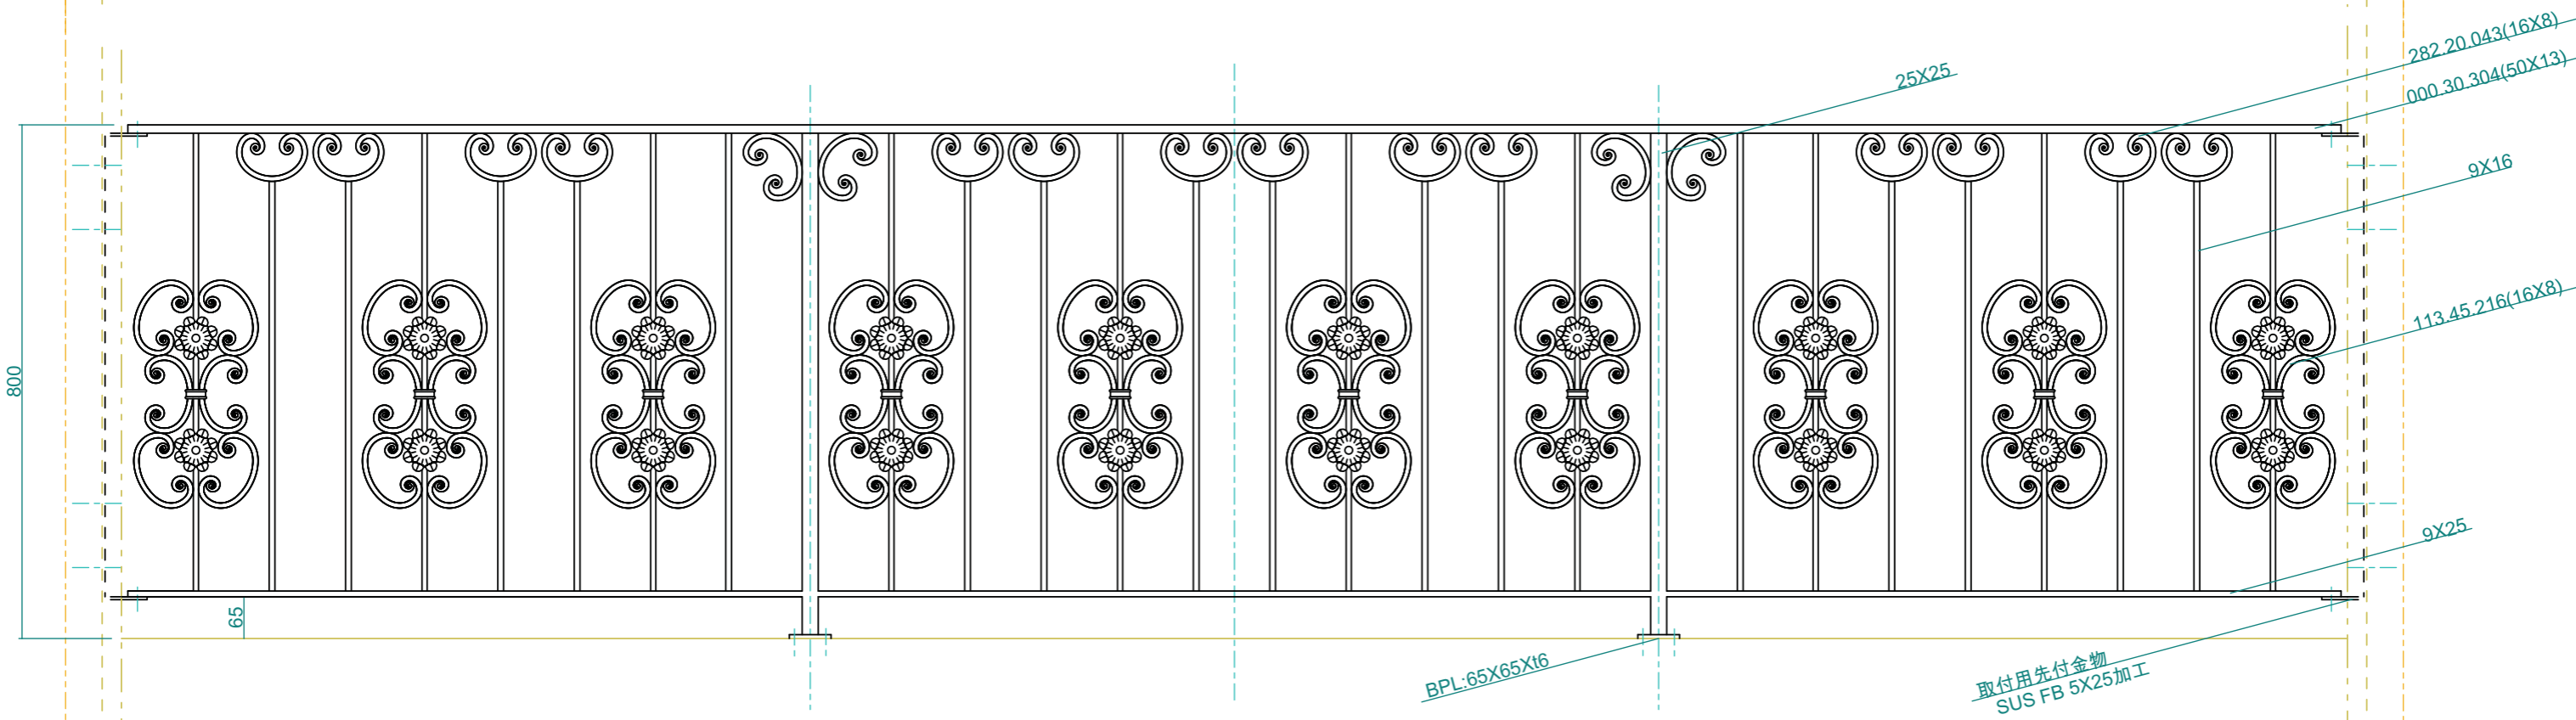 282.20.043(16X8)
000.30.304(50X13)
25X25
9X16
113.45.216(16X8)
800
9X25
65
BPL:65X65Xt6
取付用先付金物
SUS FB 5X25加工